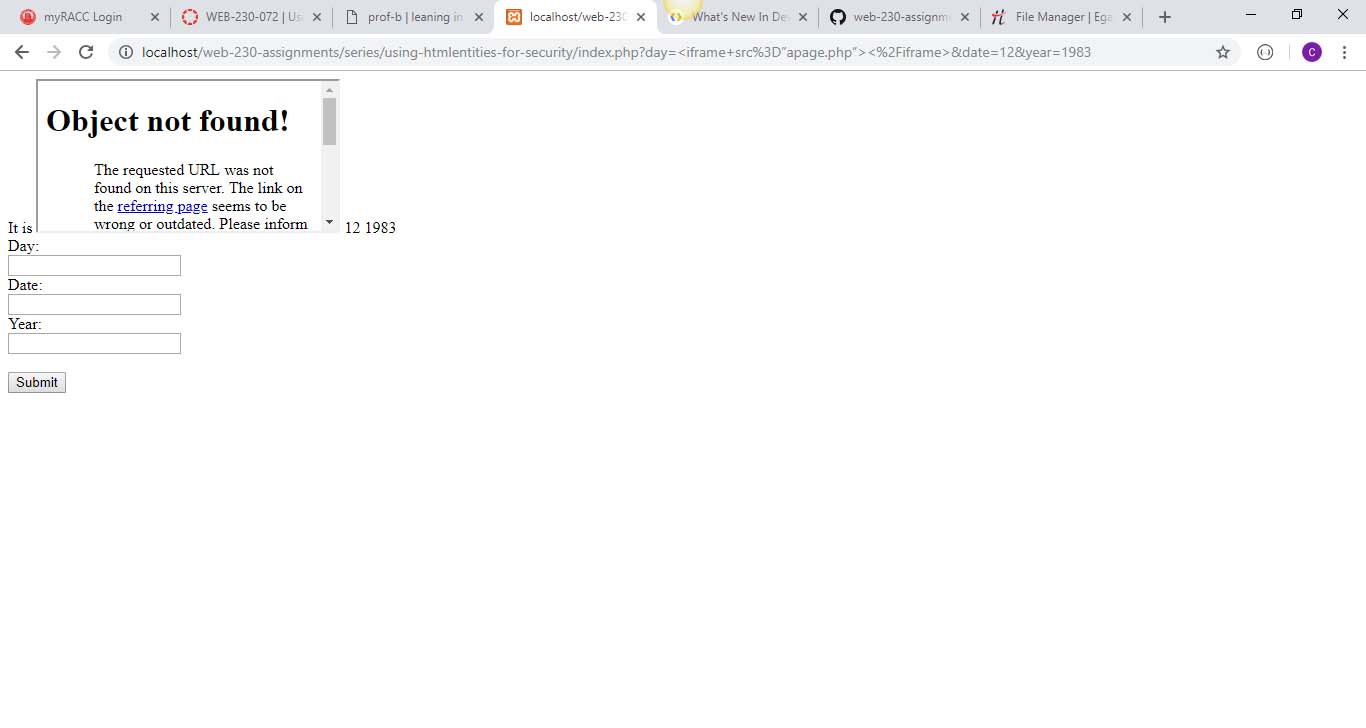 myRACC Login
WEB-230-072 | Usi
prof-b | leaning in
localhost/web-230
What's New In Dev
web-230-assignm
File Manager | Ega
localhost/web-230-assignments/series/using-htmlentities-for-security/index.php?day=<iframe+src%3D"apage.php"><%2Fiframe>&date=12&year=1983
C
Object not found!
The requested URL was not
found on this server. The link on
the referring page seems to be
wrong or outdated. Please inform
It is 12 1983
Day:
Date:
Year:
Submit